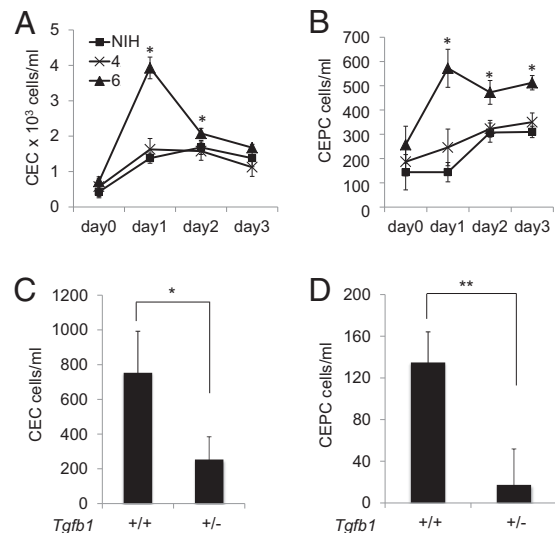 A
CEC x 10³ cells/ml
5
4
3
2
1
0
NIH
4
6
*
*
day0 day1 day2 day3
B
CEPC cells/ml
700
600
500
400
300
200
100
0
*
*
*
day0 day1 day2 day3
C
CEC cells/ml
1200
1000
800
600
400
200
0
*
Tgfb1 +/+ +/-
D
CEPC cells/ml
200
160
120
80
40
0
**
Tgfb1 +/+ +/-